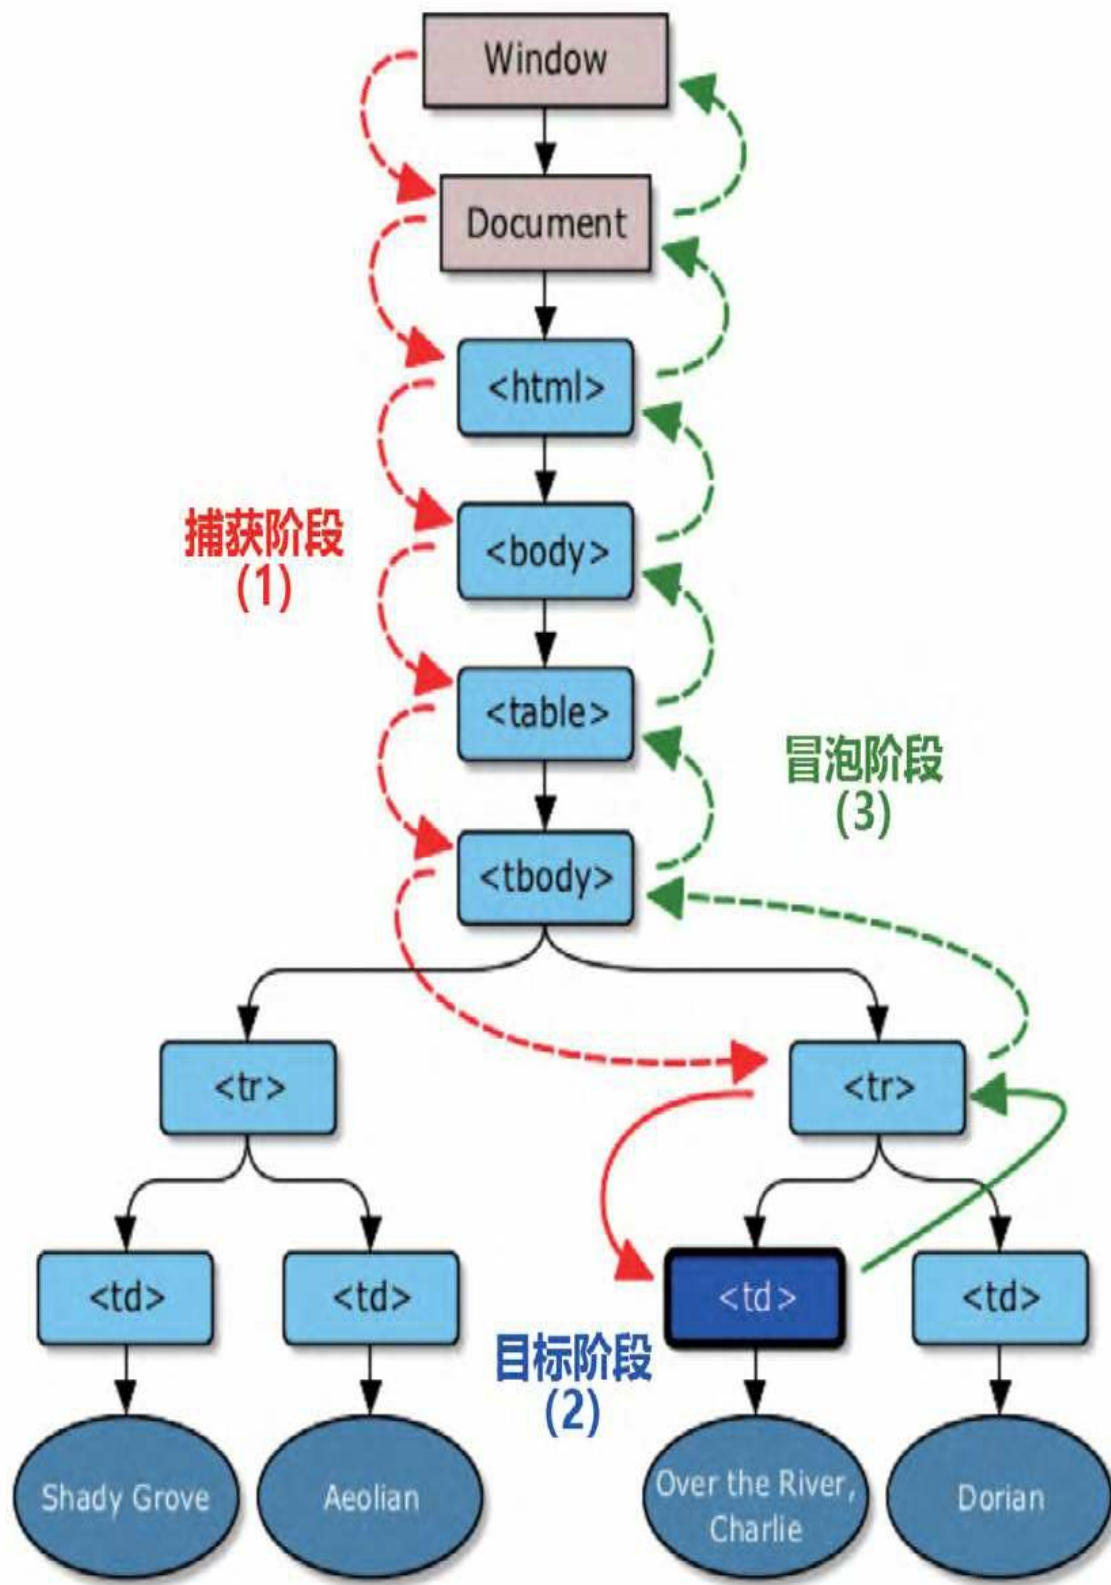 Window
Document
<html>
<body>
捕获阶段
(1)
<table>
冒泡阶段
(3)
<tbody>
<tr>
<tr>
<td>
<td>
<td>
<td>
目标阶段
(2)
Shady Grove
Aeolian
Over the River,
Charlie
Dorian